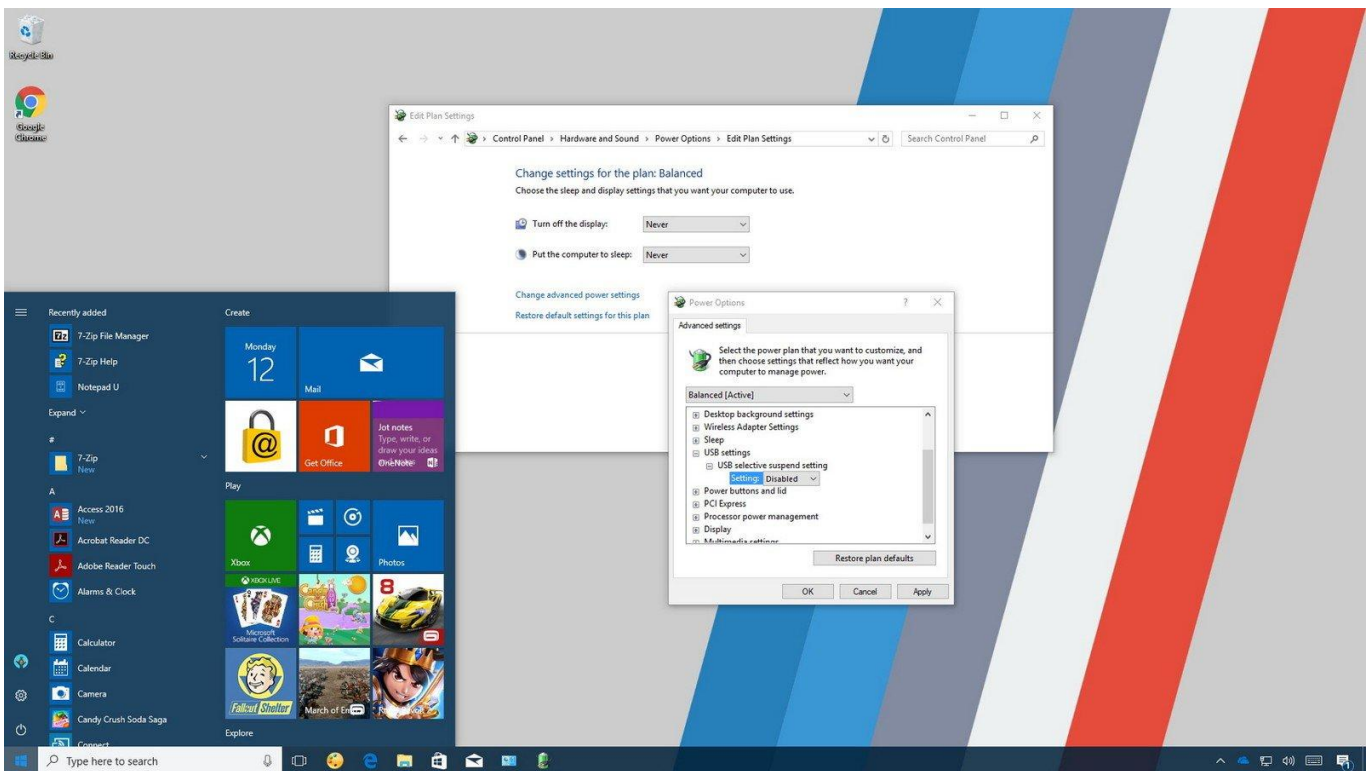 Recycle Bin
Google
Chrome
Edit Plan Settings
Control Panel > Hardware and Sound > Power Options > Edit Plan Settings
Search Control Panel
Change settings for the plan: Balanced
Choose the sleep and display settings that you want your computer to use.
Turn off the display: Never
Put the computer to sleep: Never
Change advanced power settings
Restore default settings for this plan
Power Options
Advanced settings
Select the power plan that you want to customize, and
then choose settings that reflect how you want your
computer to manage power.
Balanced [Active]
Desktop background settings
Wireless Adapter Settings
Sleep
USB settings
USB selective suspend setting
Setting: Disabled
Power buttons and lid
PCI Express
Processor power management
Display
Multimedia settings
Restore plan defaults
OK Cancel Apply
Recently added
7-Zip File Manager
7-Zip Help
Notepad U
Expand
#
7-Zip
New
A
Access 2016
New
Acrobat Reader DC
Adobe Reader Touch
Alarms & Clock
C
Calculator
Calendar
Camera
Candy Crush Soda Saga
Connect
Create
Monday
12
Mail
Get Office
Jot notes
Type, write, or
draw your ideas
OneNote
Play
Xbox
Photos
XBOX LIVE
Microsoft
Solitaire Collection
Candy
Crush
8
Fallout Shelter
March of Em
Explore
Type here to search